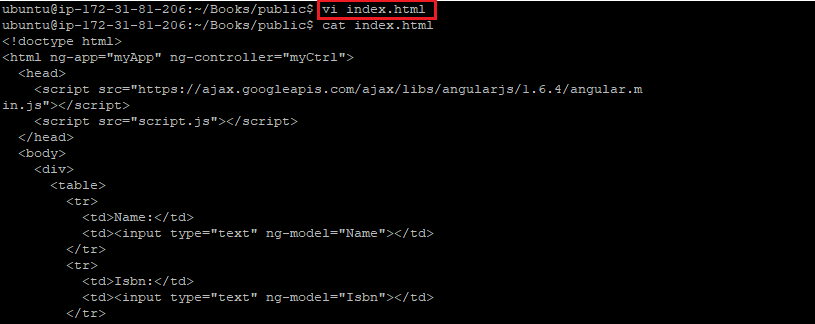 ubuntu@ip-172-31-81-206:~/Books/public$ vi index.html
ubuntu@ip-172-31-81-206:~/Books/public$ cat index.html
<!doctype html>
<html ng-app="myApp" ng-controller="myCtrl">
  <head>
    <script src="https://ajax.googleapis.com/ajax/libs/angularjs/1.6.4/angular.m
in.js"></script>
    <script src="script.js"></script>
  </head>
  <body>
    <div>
      <table>
        <tr>
          <td>Name:</td>
          <td><input type="text" ng-model="Name"></td>
        </tr>
        <tr>
          <td>Isbn:</td>
          <td><input type="text" ng-model="Isbn"></td>
        </tr>